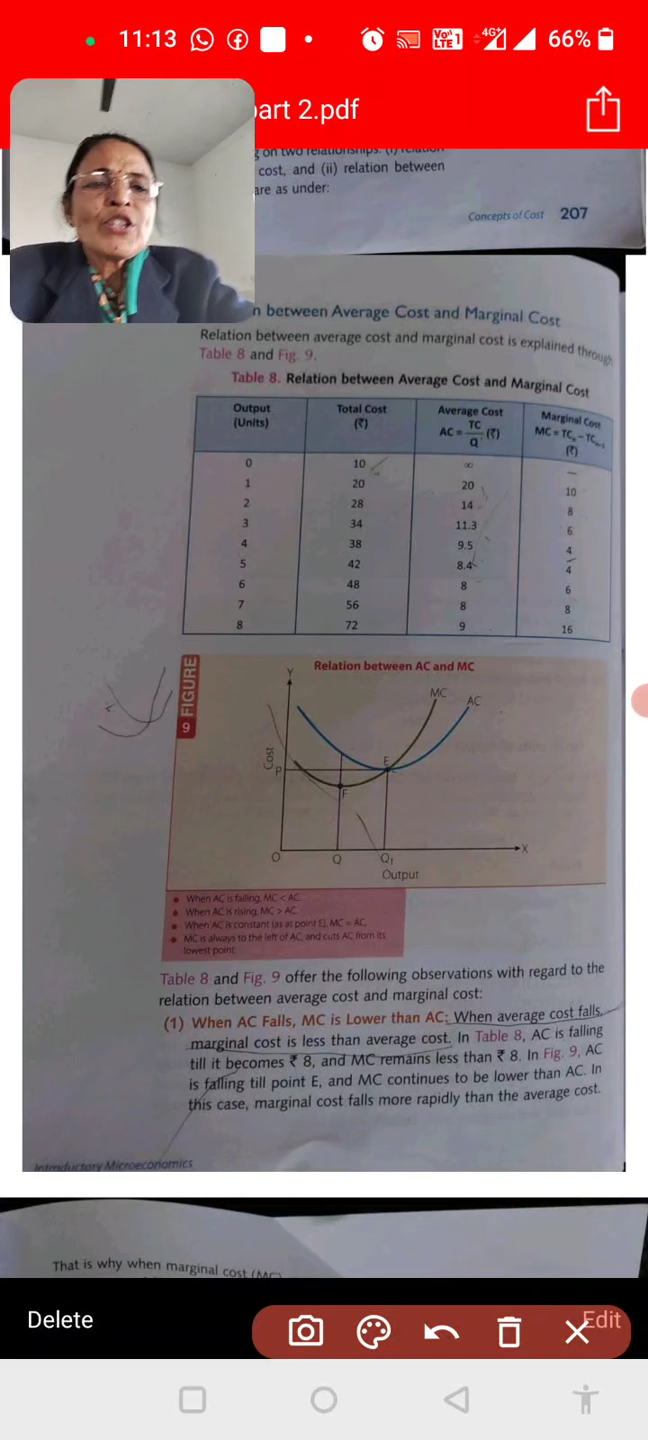 11:13
Vo))
LTE 1
4G+
66%
part 2.pdf
on two relationships: (i) relation
cost, and (ii) relation between
are as under:
Concepts of Cost 207
n between Average Cost and Marginal Cost
Relation between average cost and marginal cost is explained through
Table 8 and Fig. 9.
Table 8. Relation between Average Cost and Marginal Cost
Output (Units) Total Cost (₹) Average Cost AC = TC/Q (₹) Marginal Cost MC = TCn – TCn-1 (₹)
0 10 ∞ —
1 20 20 10
2 28 14 8
3 34 11.3 6
4 38 9.5 4
5 42 8.4 4
6 48 8 6
7 56 8 8
8 72 9 16
FIGURE
9
Relation between AC and MC
Y
MC
AC
Cost
P
E
F
O
Q
Q1
X
Output
• When AC is falling, MC < AC.
• When AC is rising, MC > AC.
• When AC is constant (as at point E), MC = AC.
• MC is always to the left of AC, and cuts AC from its
lowest point.
Table 8 and Fig. 9 offer the following observations with regard to the
relation between average cost and marginal cost:
(1) When AC Falls, MC is Lower than AC: When average cost falls,
marginal cost is less than average cost. In Table 8, AC is falling
till it becomes ₹ 8, and MC remains less than ₹ 8. In Fig. 9, AC
is falling till point E, and MC continues to be lower than AC. In
this case, marginal cost falls more rapidly than the average cost.
Introductory Microeconomics
That is why when marginal cost (MC)
Delete
Edit